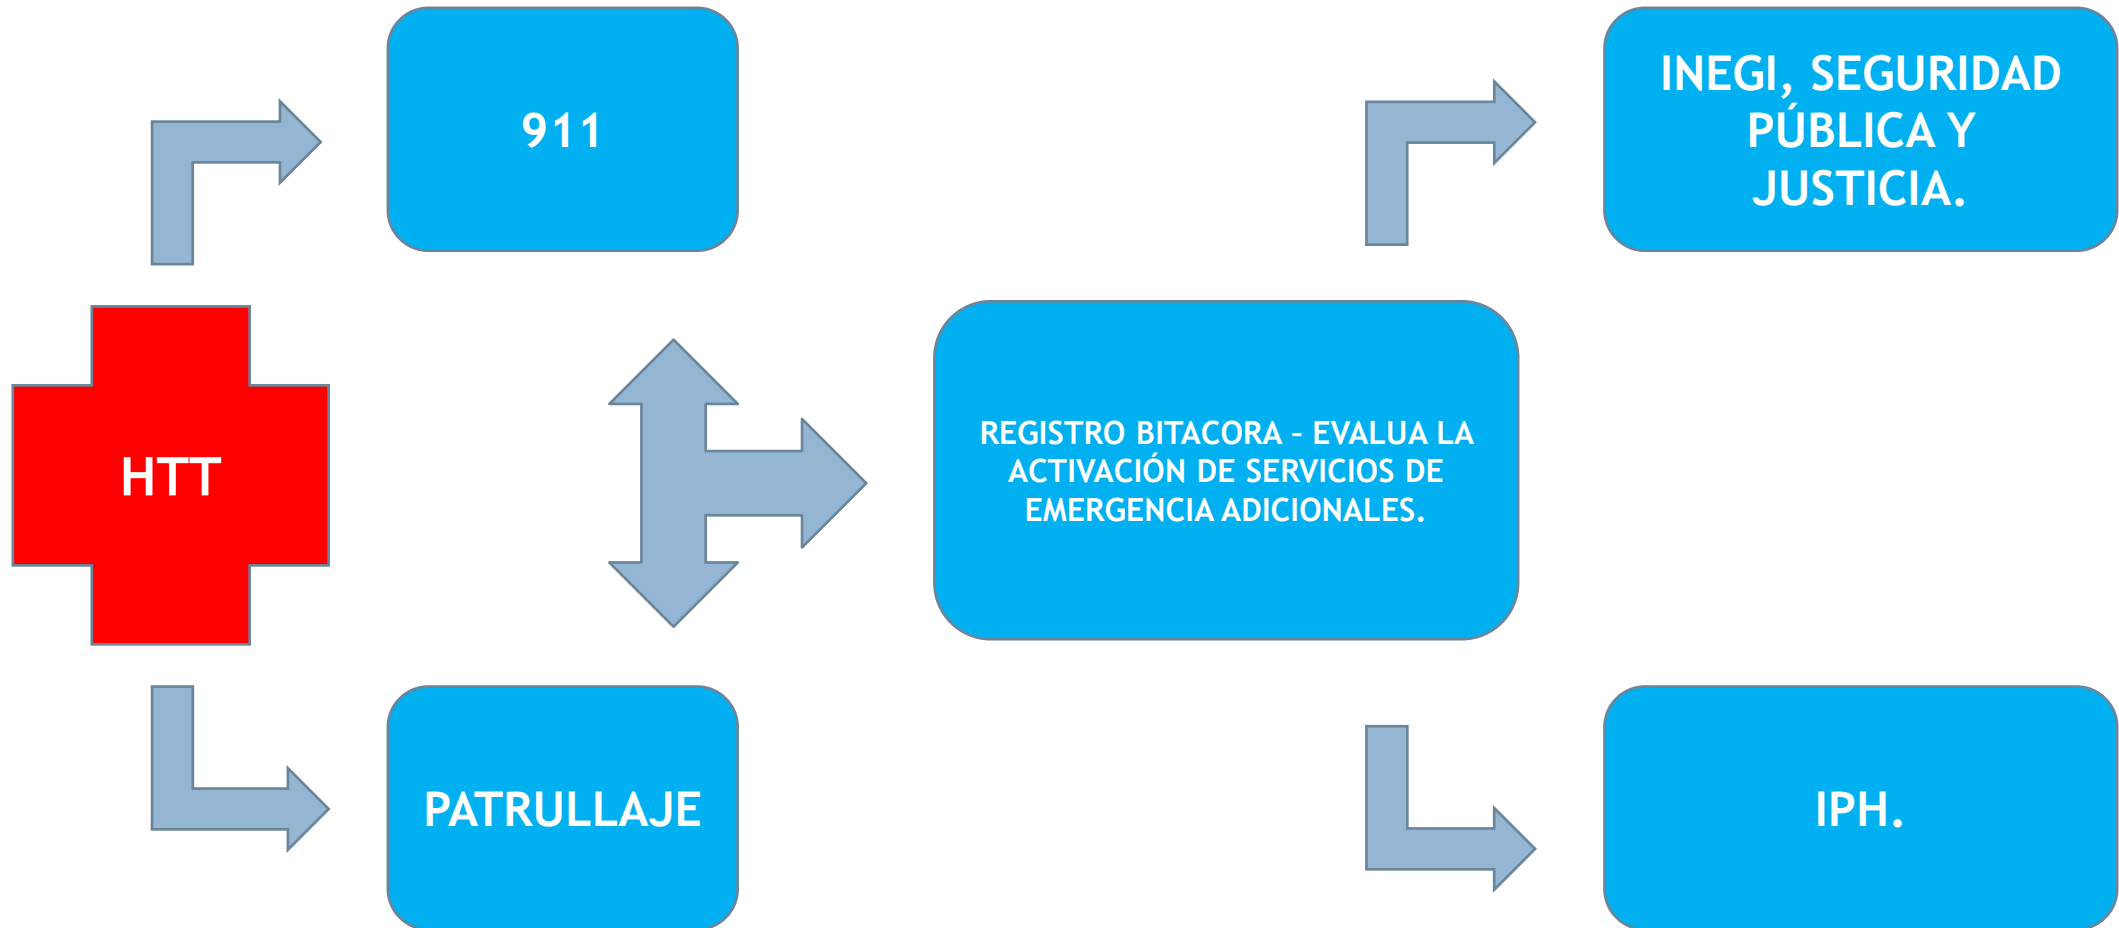 911
INEGI, SEGURIDAD
PÚBLICA Y
JUSTICIA.
HTT
REGISTRO BITACORA – EVALUA LA
ACTIVACIÓN DE SERVICIOS DE
EMERGENCIA ADICIONALES.
PATRULLAJE
IPH.